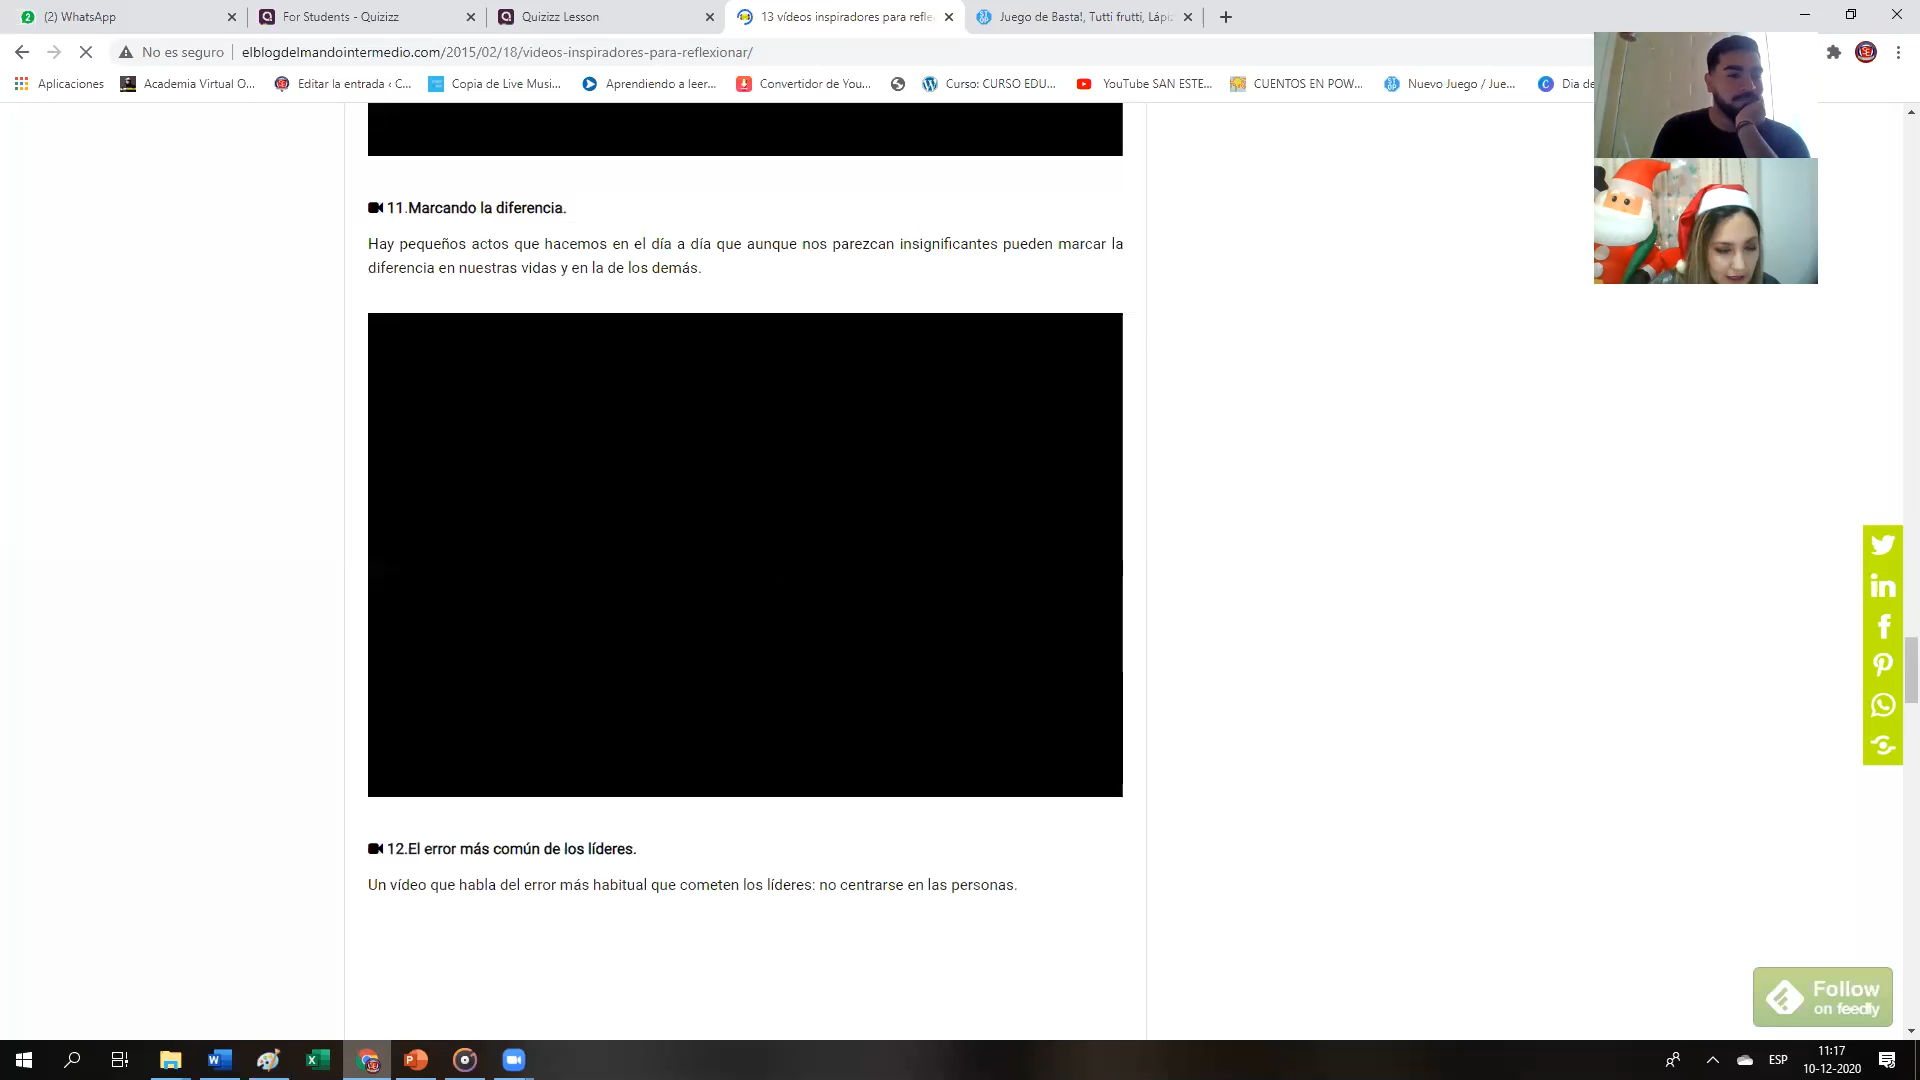 (2) WhatsApp
For Students - Quizizz
Quizizz Lesson
13 vídeos inspiradores para refle
Juego de Basta!, Tutti frutti, Lápi
No es seguro
elblogdelmandointermedio.com/2015/02/18/videos-inspiradores-para-reflexionar/
Aplicaciones
Academia Virtual O...
Editar la entrada ‹ C...
Copia de Live Musi...
Aprendiendo a leer...
Convertidor de You...
Curso: CURSO EDU...
YouTube SAN ESTE...
CUENTOS EN POW...
Nuevo Juego / Jue...
Dia de
11.Marcando la diferencia.
Hay pequeños actos que hacemos en el día a día que aunque nos parezcan insignificantes pueden marcar la
diferencia en nuestras vidas y en la de los demás.
12.El error más común de los líderes.
Un vídeo que habla del error más habitual que cometen los líderes: no centrarse en las personas.
Follow
on feedly
ESP
11:17
10-12-2020